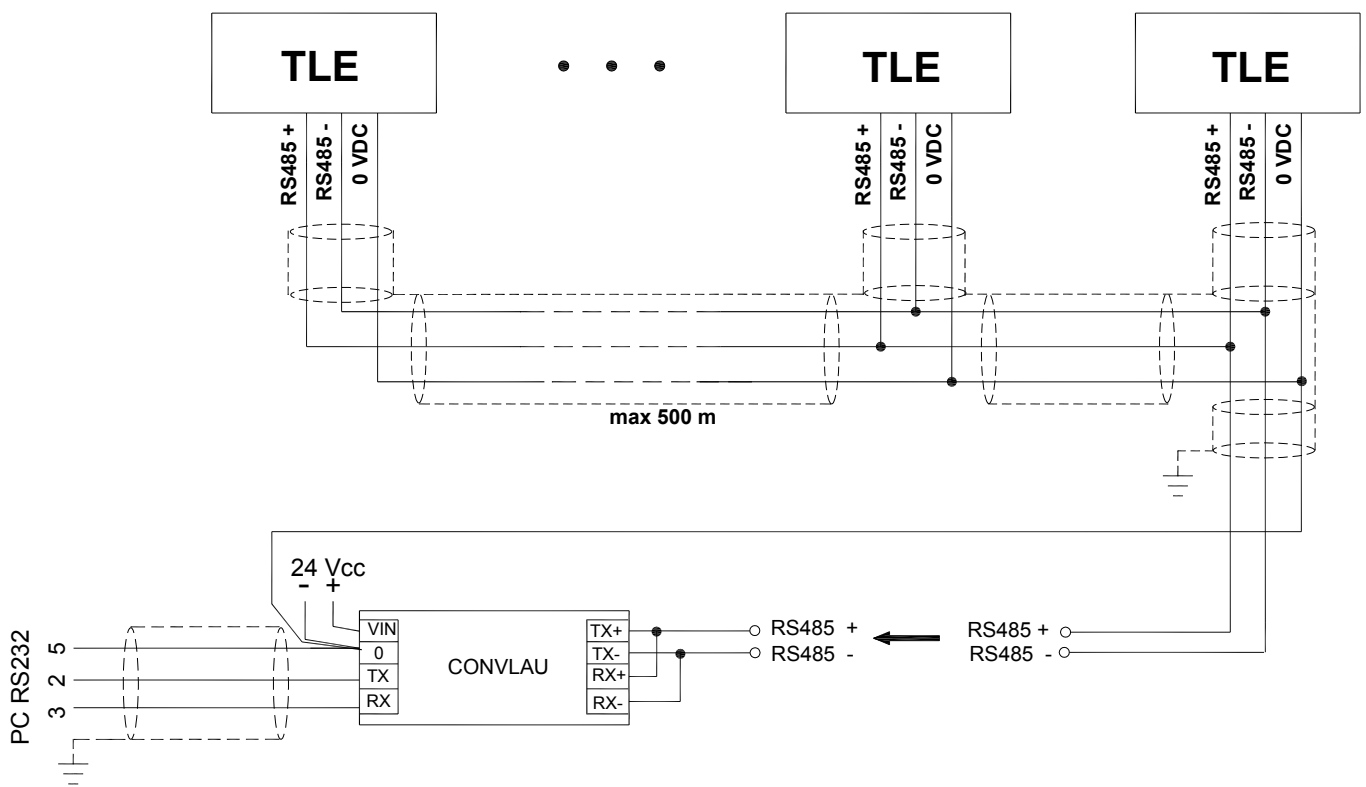 TLE
TLE
TLE
RS485 +
RS485 -
0 VDC
RS485 +
RS485 -
0 VDC
RS485 +
RS485 -
0 VDC
max 500 m
24 Vcc
- +
PC RS232
5
2
3
VIN
0
TX
RX
CONVLAU
TX+
TX-
RX+
RX-
RS485 +
RS485 -
RS485 +
RS485 -